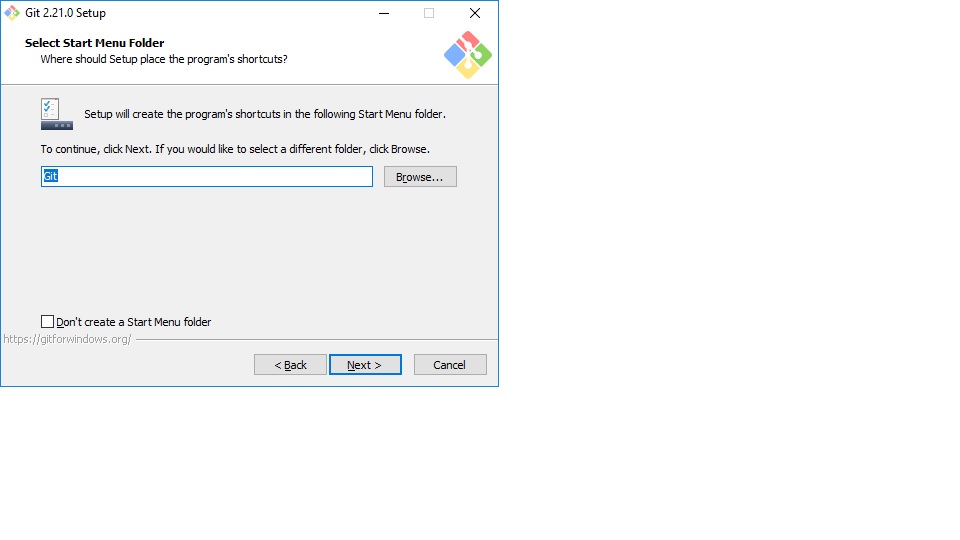 Git 2.21.0 Setup
Select Start Menu Folder
Where should Setup place the program's shortcuts?
Setup will create the program's shortcuts in the following Start Menu folder.
To continue, click Next. If you would like to select a different folder, click Browse.
Git
Browse...
Don't create a Start Menu folder
https://gitforwindows.org/
< Back
Next >
Cancel